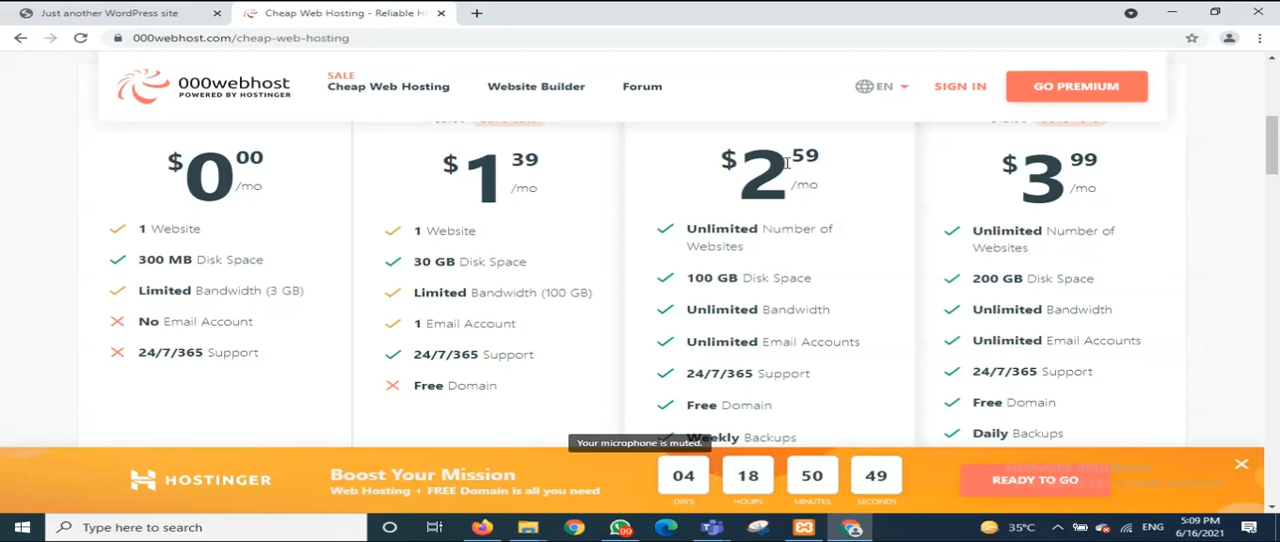 Just another WordPress site
Cheap Web Hosting - Reliable H
000webhost.com/cheap-web-hosting
000webhost
POWERED BY HOSTINGER
SALE
Cheap Web Hosting
Website Builder
Forum
EN
SIGN IN
GO PREMIUM
$0.00
/mo
1 Website
300 MB Disk Space
Limited Bandwidth (3 GB)
No Email Account
24/7/365 Support
$1.39
/mo
1 Website
30 GB Disk Space
Limited Bandwidth (100 GB)
1 Email Account
24/7/365 Support
Free Domain
$2.59
/mo
Unlimited Number of
Websites
100 GB Disk Space
Unlimited Bandwidth
Unlimited Email Accounts
24/7/365 Support
Free Domain
Weekly Backups
$3.99
/mo
Unlimited Number of
Websites
200 GB Disk Space
Unlimited Bandwidth
Unlimited Email Accounts
24/7/365 Support
Free Domain
Daily Backups
Your microphone is muted.
HOSTINGER
Boost Your Mission
Web Hosting + FREE Domain is all you need
04 18 50 49
DAYS HOURS MINUTES SECONDS
READY TO GO
Type here to search
99
35°C
ENG
5:09 PM
6/16/2021